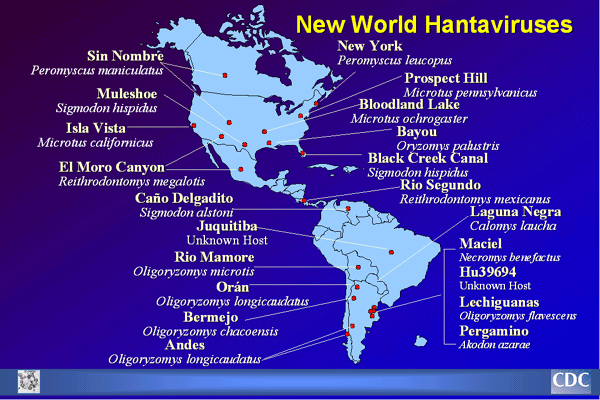 New World Hantaviruses
Sin Nombre
Peromyscus maniculatus
Muleshoe
Sigmodon hispidus
Isla Vista
Microtus californicus
El Moro Canyon
Reithrodontomys megalotis
Caño Delgadito
Sigmodon alstoni
Juquitiba
Unknown Host
Rio Mamore
Oligoryzomys microtis
Orán
Oligoryzomys longicaudatus
Bermejo
Oligoryzomys chacoensis
Andes
Oligoryzomys longicaudatus
New York
Peromyscus leucopus
Prospect Hill
Microtus pennsylvanicus
Bloodland Lake
Microtus ochrogaster
Bayou
Oryzomys palustris
Black Creek Canal
Sigmodon hispidus
Rio Segundo
Reithrodontomys mexicanus
Laguna Negra
Calomys laucha
Maciel
Necromys benefactus
Hu39694
Unknown Host
Lechiguanas
Oligoryzomys flavescens
Pergamino
Akodon azarae
CDC